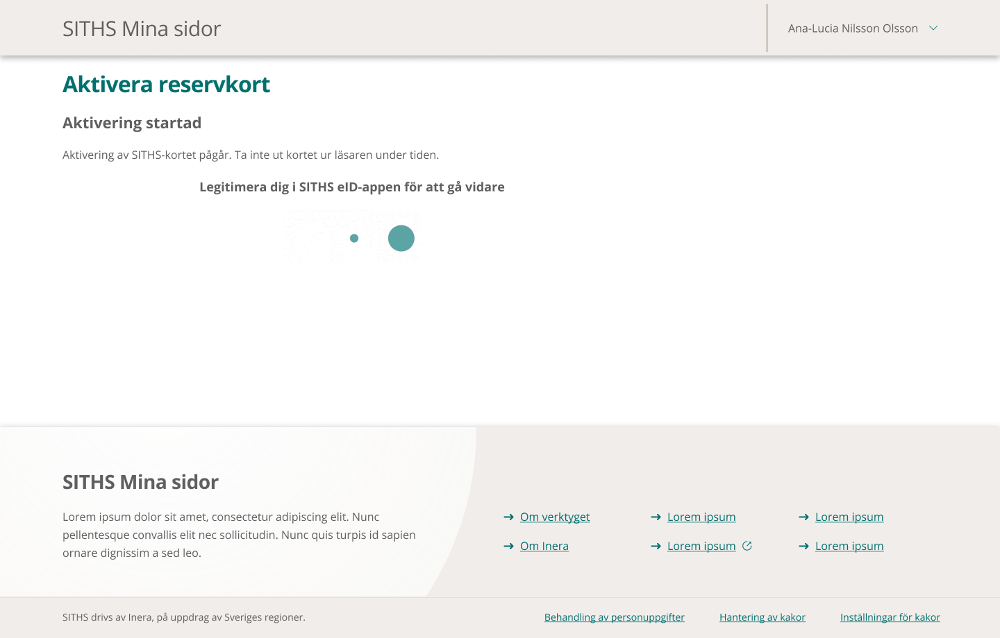 SITHS Mina sidor
Ana-Lucia Nilsson Olsson
Aktivera reservkort
Aktivering startad
Aktivering av SITHS-kortet pågår. Ta inte ut kortet ur läsaren under tiden.
Legitimera dig i SITHS eID-appen för att gå vidare
SITHS Mina sidor
Lorem ipsum dolor sit amet, consectetur adipiscing elit. Nunc
pellentesque convallis elit nec sollicitudin. Nunc quis turpis id sapien
ornare dignissim a sed leo.
Om verktyget
Om Inera
Lorem ipsum
Lorem ipsum
Lorem ipsum
Lorem ipsum
SITHS drivs av Inera, på uppdrag av Sveriges regioner.
Behandling av personuppgifter
Hantering av kakor
Inställningar för kakor